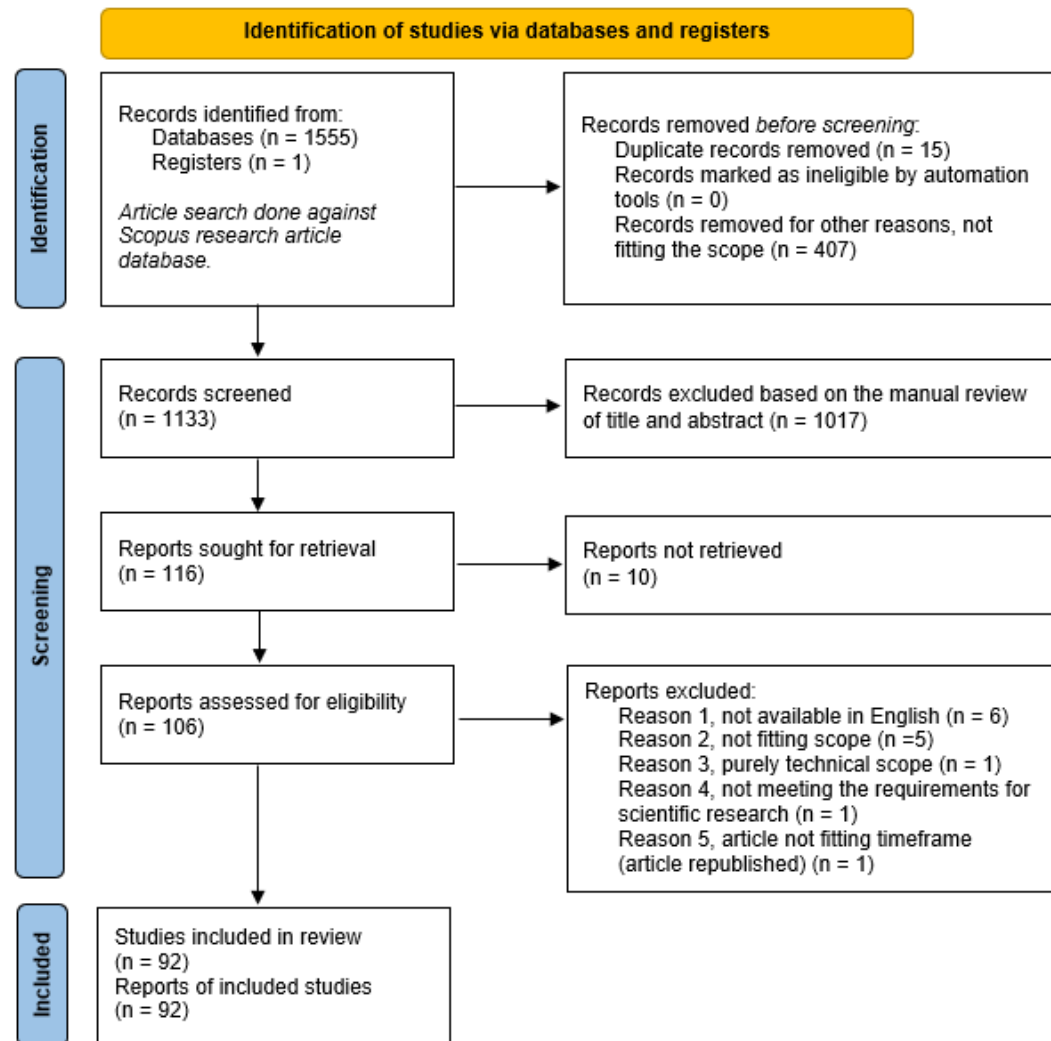 Identification of studies via databases and registers
Identification
Records identified from:
Databases (n = 1555)
Registers (n = 1)
Article search done against
Scopus research article
database.
Records removed before screening:
Duplicate records removed (n = 15)
Records marked as ineligible by automation
tools (n = 0)
Records removed for other reasons, not
fitting the scope (n = 407)
Screening
Records screened
(n = 1133)
Records excluded based on the manual review
of title and abstract (n = 1017)
Reports sought for retrieval
(n = 116)
Reports not retrieved
(n = 10)
Reports assessed for eligibility
(n = 106)
Reports excluded:
Reason 1, not available in English (n = 6)
Reason 2, not fitting scope (n =5)
Reason 3, purely technical scope (n = 1)
Reason 4, not meeting the requirements for
scientific research (n = 1)
Reason 5, article not fitting timeframe
(article republished) (n = 1)
Included
Studies included in review
(n = 92)
Reports of included studies
(n = 92)